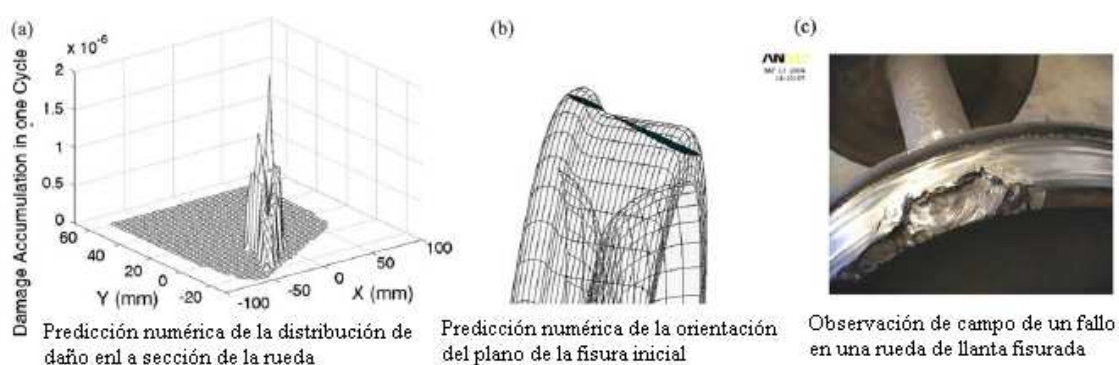 (a)
x 10⁻⁶
2
1.5
1
0.5
0
Damage Accumulation in one Cycle
60
40
20
0
-20
Y (mm)
-100
-50
0
50
100
X (mm)
Predicción numérica de la distribución de
daño enl a sección de la rueda
(b)
Predicción numérica de la orientación
del plano de la fisura inicial
(c)
Observación de campo de un fallo
en una rueda de llanta fisurada